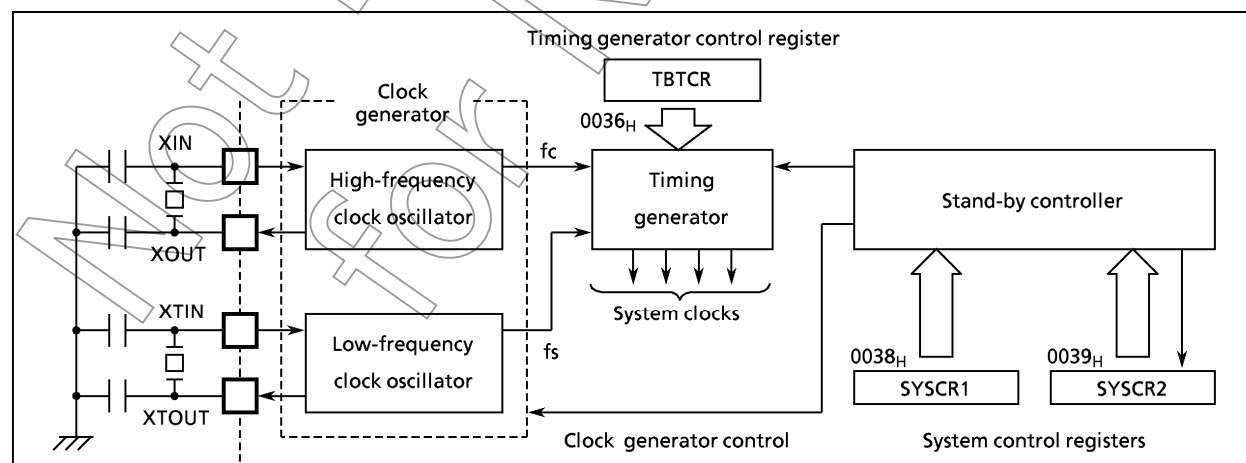 Timing generator control register
TBTCR
0036H
Clock
generator
XIN
XOUT
High-frequency
clock oscillator
fc
Timing
generator
System clocks
Stand-by controller
XTIN
XTOUT
Low-frequency
clock oscillator
fs
0038H
SYSCR1
0039H
SYSCR2
Clock generator control
System control registers
Not
for